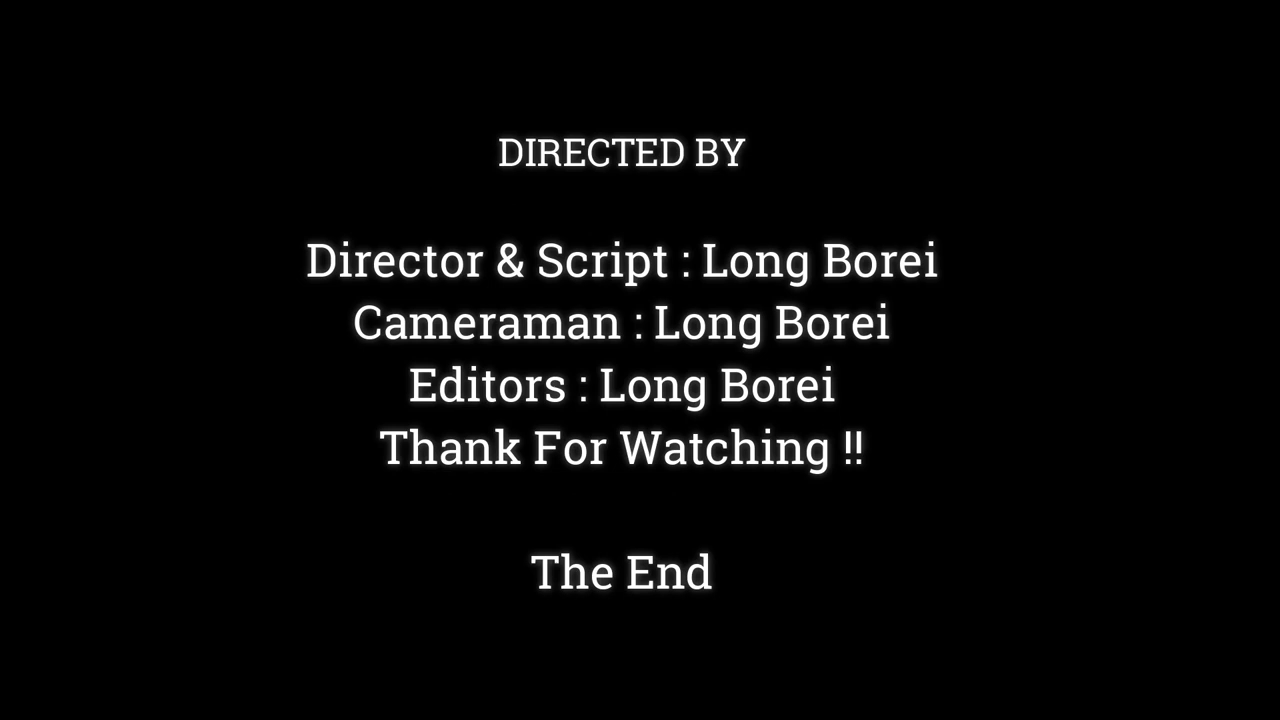 DIRECTED BY
Director & Script : Long Borei
Cameraman : Long Borei
Editors : Long Borei
Thank For Watching !!
The End